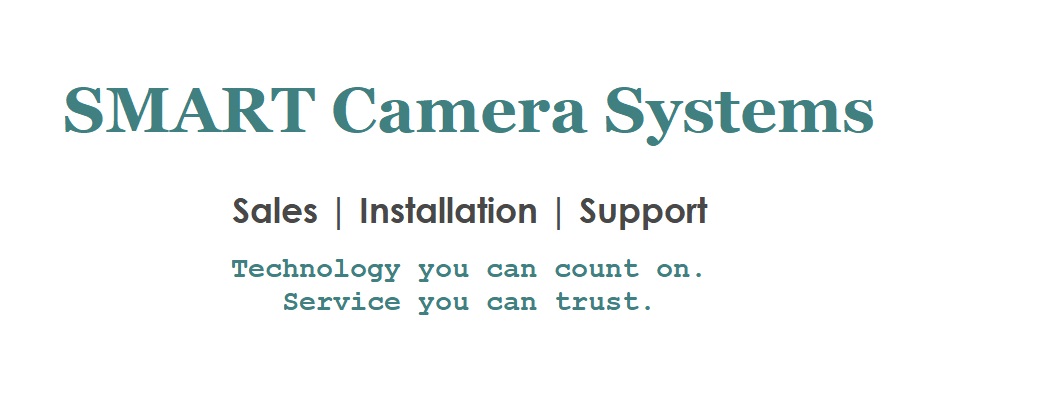 SMART Camera Systems
Sales | Installation | Support
Technology you can count on.
Service you can trust.